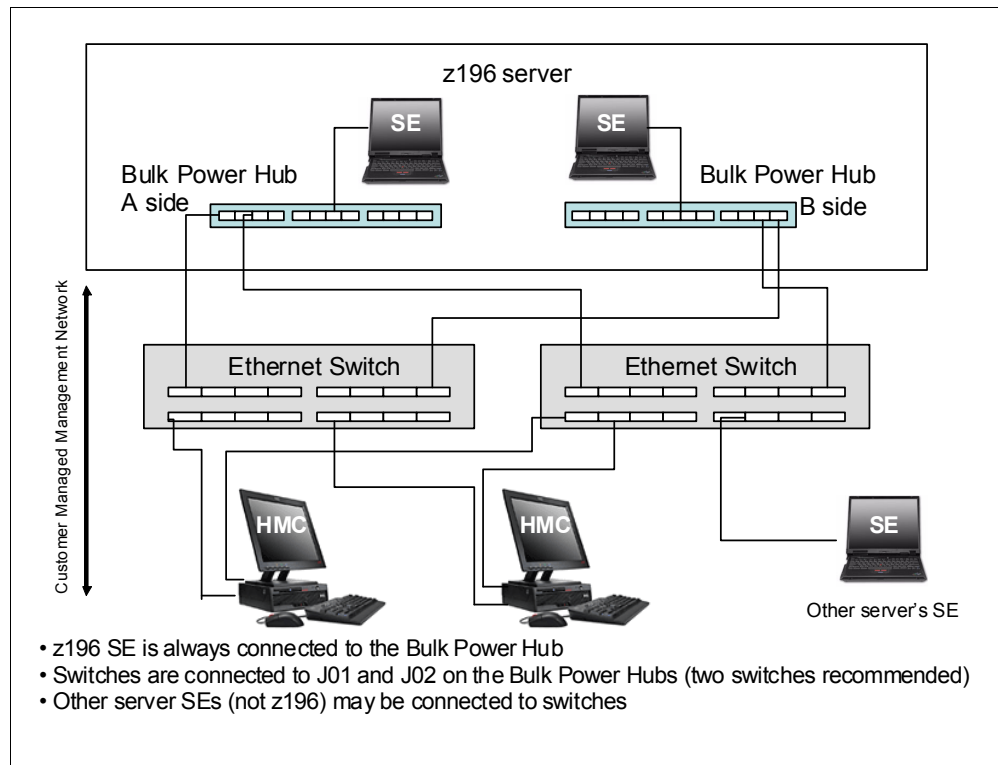 z196 server
SE
SE
Bulk Power Hub
A side
Bulk Power Hub
B side
Customer Managed Management Network
Ethernet Switch
Ethernet Switch
HMC
HMC
SE
Other server's SE
• z196 SE is always connected to the Bulk Power Hub
• Switches are connected to J01 and J02 on the Bulk Power Hubs (two switches recommended)
• Other server SEs (not z196) may be connected to switches